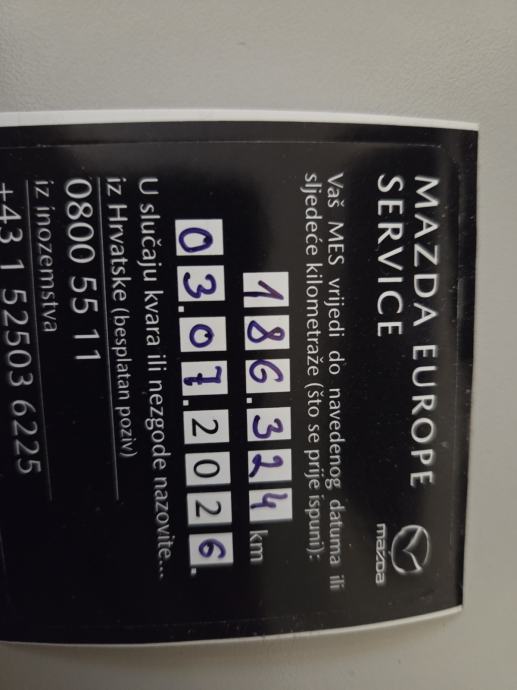 MAZDA EUROPE
SERVICE
mazda
Vaš MES vrijedi do navedenog datuma ili
sljedeće kilometraže (što se prije ispuni):
186.324 km
03.07.2026.
U slučaju kvara ili nezgode nazovite...
iz Hrvatske (besplatan poziv)
0800 55 11
iz inozemstva
+43 1 52503 6225